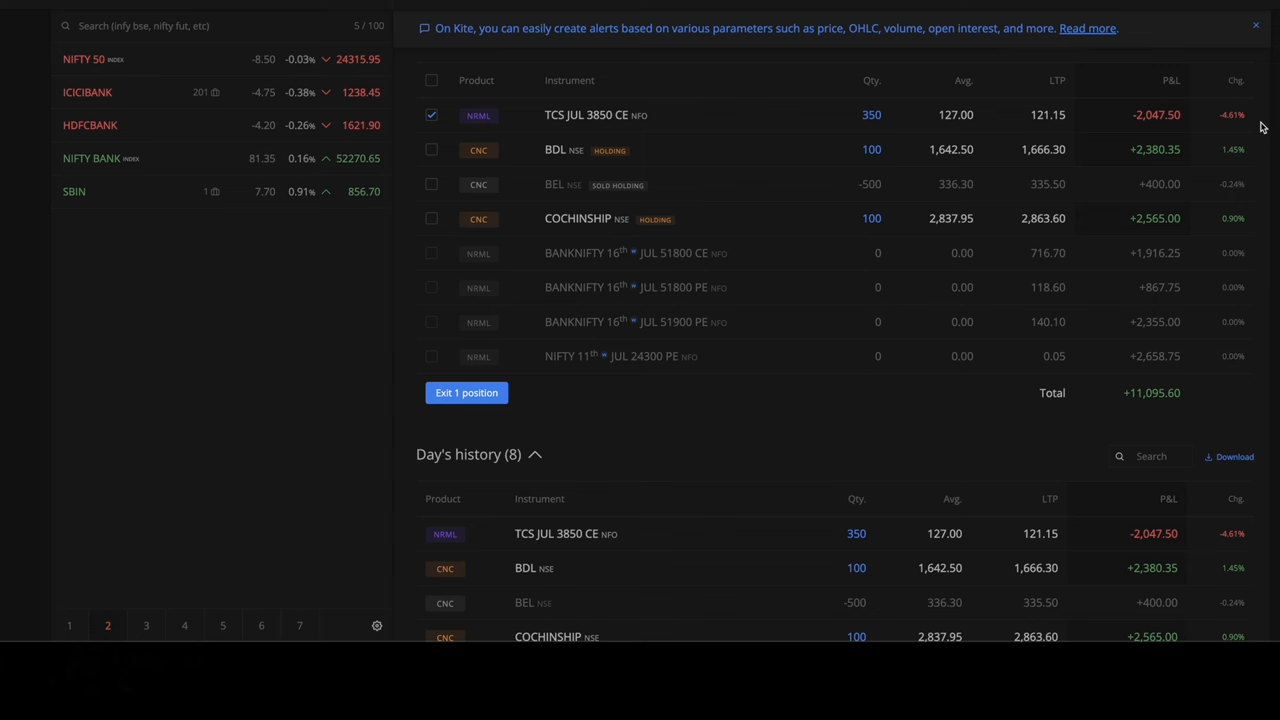 Search (infy bse, nifty fut, etc) 5 / 100
NIFTY 50 INDEX -8.50 -0.03% 24315.95
ICICIBANK 201 -4.75 -0.38% 1238.45
HDFCBANK -4.20 -0.26% 1621.90
NIFTY BANK INDEX 81.35 0.16% 52270.65
SBIN 1 7.70 0.91% 856.70
1 2 3 4 5 6 7
On Kite, you can easily create alerts based on various parameters such as price, OHLC, volume, open interest, and more. Read more.
Product Instrument Qty. Avg. LTP P&L Chg.
NRML TCS JUL 3850 CE NFO 350 127.00 121.15 -2,047.50 -4.61%
CNC BDL NSE HOLDING 100 1,642.50 1,666.30 +2,380.35 1.45%
CNC BEL NSE SOLD HOLDING -500 336.30 335.50 +400.00 -0.24%
CNC COCHINSHIP NSE HOLDING 100 2,837.95 2,863.60 +2,565.00 0.90%
NRML BANKNIFTY 16th w JUL 51800 CE NFO 0 0.00 716.70 +1,916.25 0.00%
NRML BANKNIFTY 16th w JUL 51800 PE NFO 0 0.00 118.60 +867.75 0.00%
NRML BANKNIFTY 16th w JUL 51900 PE NFO 0 0.00 140.10 +2,355.00 0.00%
NRML NIFTY 11th w JUL 24300 PE NFO 0 0.00 0.05 +2,658.75 0.00%
Exit 1 position Total +11,095.60
Day's history (8) Search Download
Product Instrument Qty. Avg. LTP P&L Chg.
NRML TCS JUL 3850 CE NFO 350 127.00 121.15 -2,047.50 -4.61%
CNC BDL NSE 100 1,642.50 1,666.30 +2,380.35 1.45%
CNC BEL NSE -500 336.30 335.50 +400.00 -0.24%
CNC COCHINSHIP NSE 100 2,837.95 2,863.60 +2,565.00 0.90%